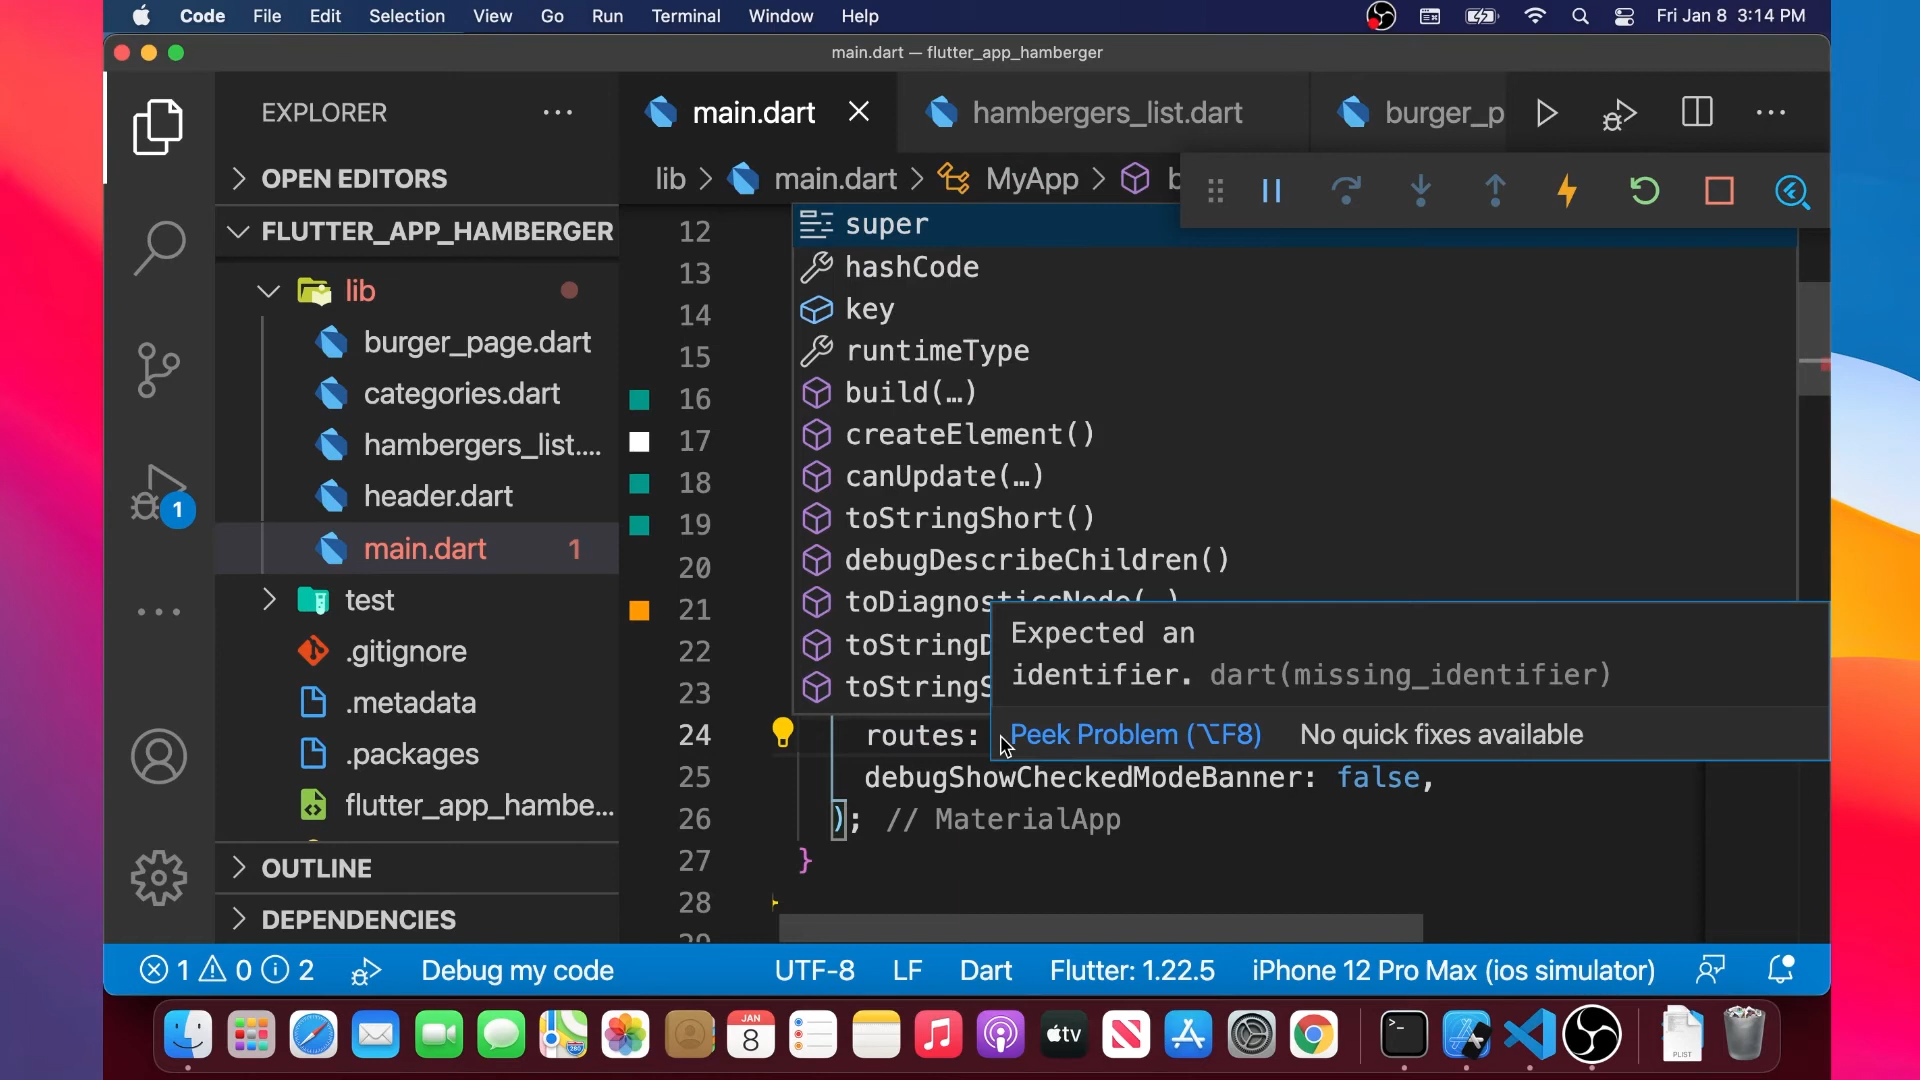 Code File Edit Selection View Go Run Terminal Window Help Fri Jan 8 3:14 PM
main.dart — flutter_app_hamberger
EXPLORER
OPEN EDITORS
FLUTTER_APP_HAMBERGER
lib
burger_page.dart
categories.dart
hambergers_list....
header.dart
main.dart 1
test
.gitignore
.metadata
.packages
flutter_app_hambe...
OUTLINE
DEPENDENCIES
1
main.dart hambergers_list.dart burger_p
lib > main.dart > MyApp > b
12 super
13 hashCode
14 key
15 runtimeType
16 build(…)
17 createElement()
18 canUpdate(…)
19 toStringShort()
20 debugDescribeChildren()
21 toDiagnosticsNode(…)
22 toStringD
23 toStringS
Expected an
identifier. dart(missing_identifier)
Peek Problem (⌥F8) No quick fixes available
24 routes:
25 debugShowCheckedModeBanner: false,
26 ); // MaterialApp
27 }
28
29
1 0 2 Debug my code UTF-8 LF Dart Flutter: 1.22.5 iPhone 12 Pro Max (ios simulator)
JAN
8
tv
PLIST